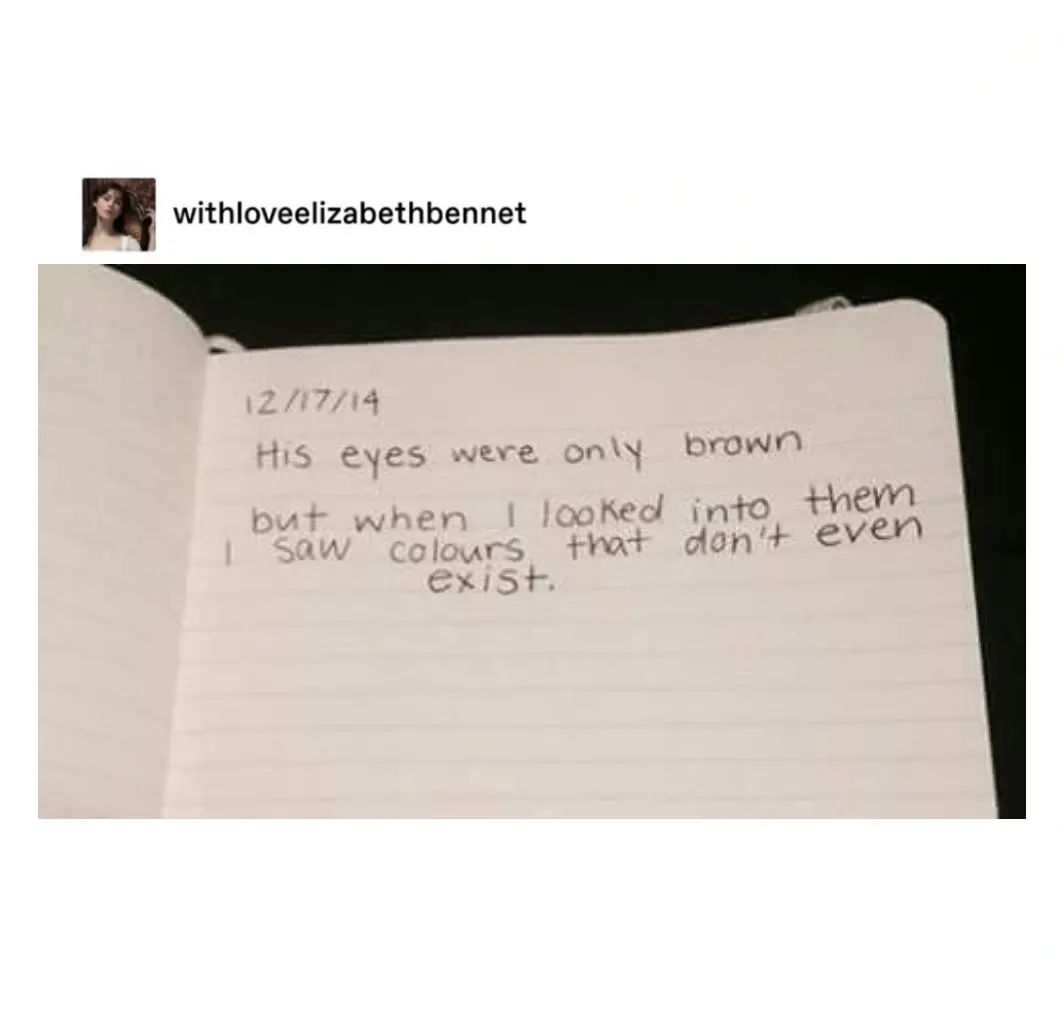 withloveelizabethbennet
12/17/14
His eyes were only brown
but when I looked into them
I saw colours that don't even
exist.